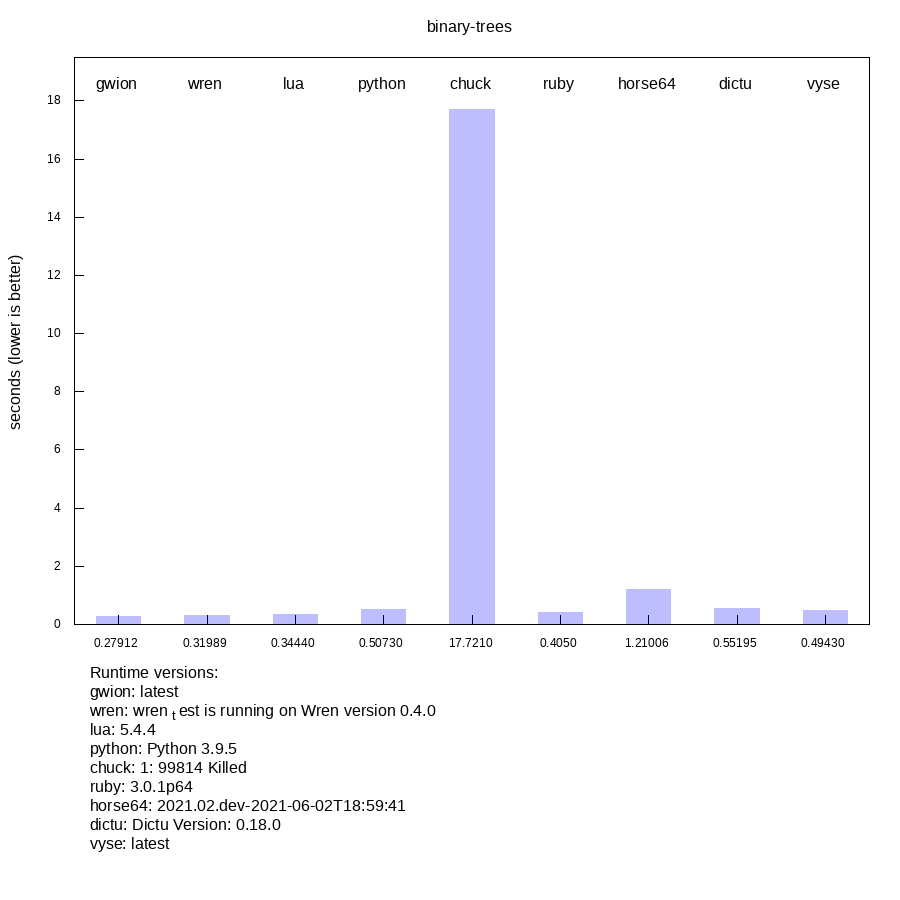 binary-trees
gwion wren lua python chuck ruby horse64 dictu vyse
18
16
14
12
10
8
6
4
2
0
seconds (lower is better)
0.27912 0.31989 0.34440 0.50730 17.7210 0.4050 1.21006 0.55195 0.49430
Runtime versions:
gwion: latest
wren: wren t est is running on Wren version 0.4.0
lua: 5.4.4
python: Python 3.9.5
chuck: 1: 99814 Killed
ruby: 3.0.1p64
horse64: 2021.02.dev-2021-06-02T18:59:41
dictu: Dictu Version: 0.18.0
vyse: latest